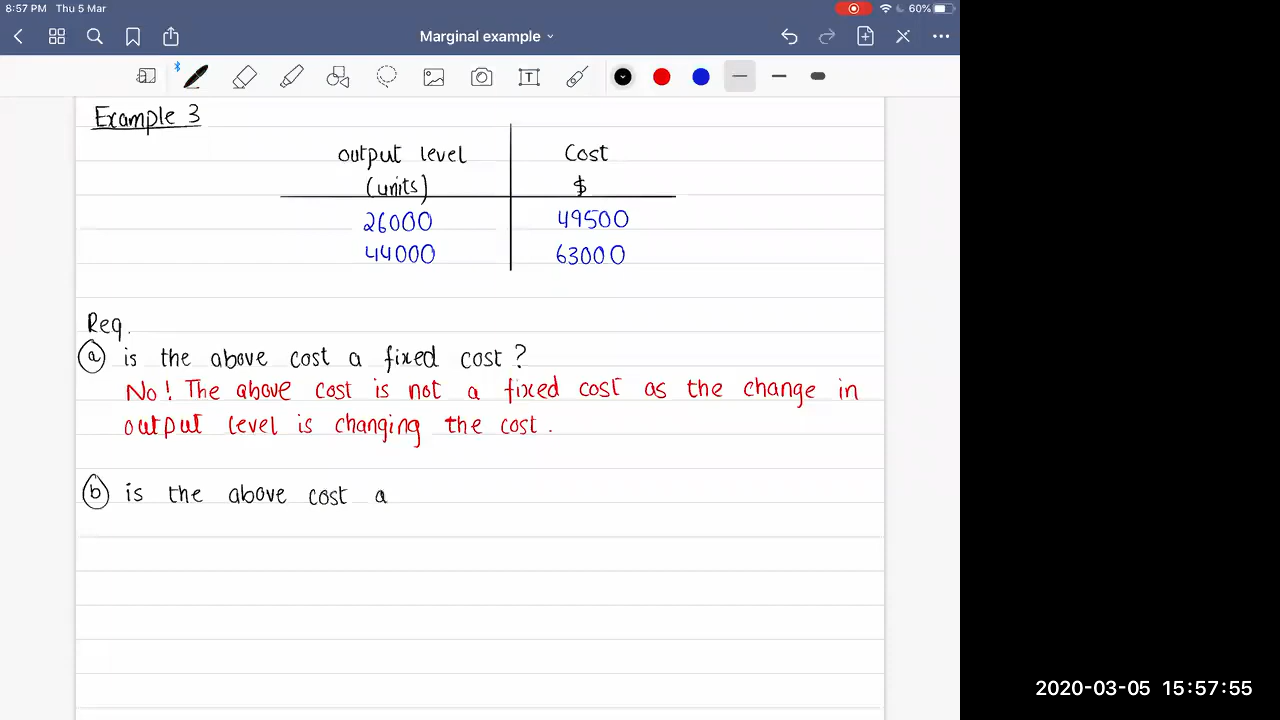 8:57 PM Thu 5 Mar
60%
Marginal example
Example 3
output level Cost
(units) $
26000 49500
44000 63000
Req.
a is the above cost a fixed cost?
No! The above cost is not a fixed cost as the change in
output level is changing the cost.
b is the above cost a
2020-03-05 15:57:55